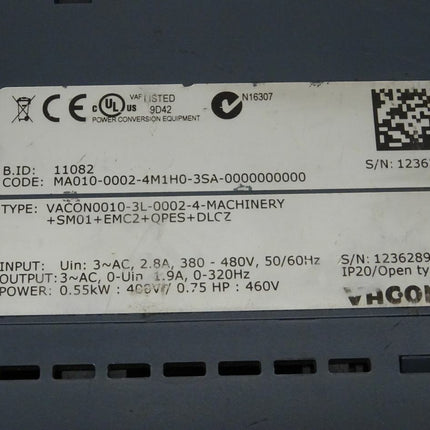 CE c UL US LISTED
9D42
POWER CONVERSION EQUIPMENT
N16307
B.ID: 11082
CODE: MA010-0002-4M1H0-3SA-0000000000
S/N: 1236
TYPE: VACON0010-3L-0002-4-MACHINERY
+SM01+EMC2+QPES+DLCZ
INPUT: Uin: 3~AC, 2.8A, 380 - 480V, 50/60Hz
OUTPUT: 3~AC, 0-Uin 1.9A, 0-320Hz
POWER: 0.55kW : 400V / 0.75 HP : 460V
S/N: 1236289
IP20/Open ty
VACON